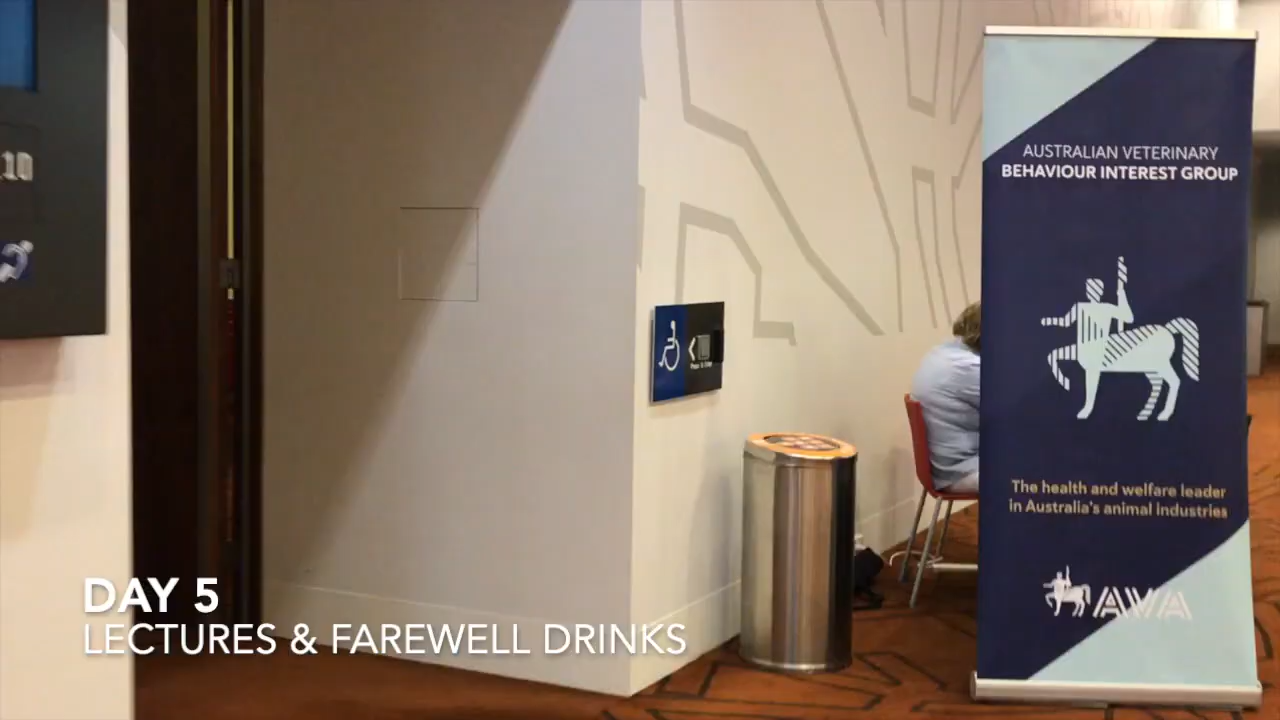 10
AUSTRALIAN VETERINARY
BEHAVIOUR INTEREST GROUP
The health and welfare leader
in Australia's animal industries
AVA
DAY 5
LECTURES & FAREWELL DRINKS